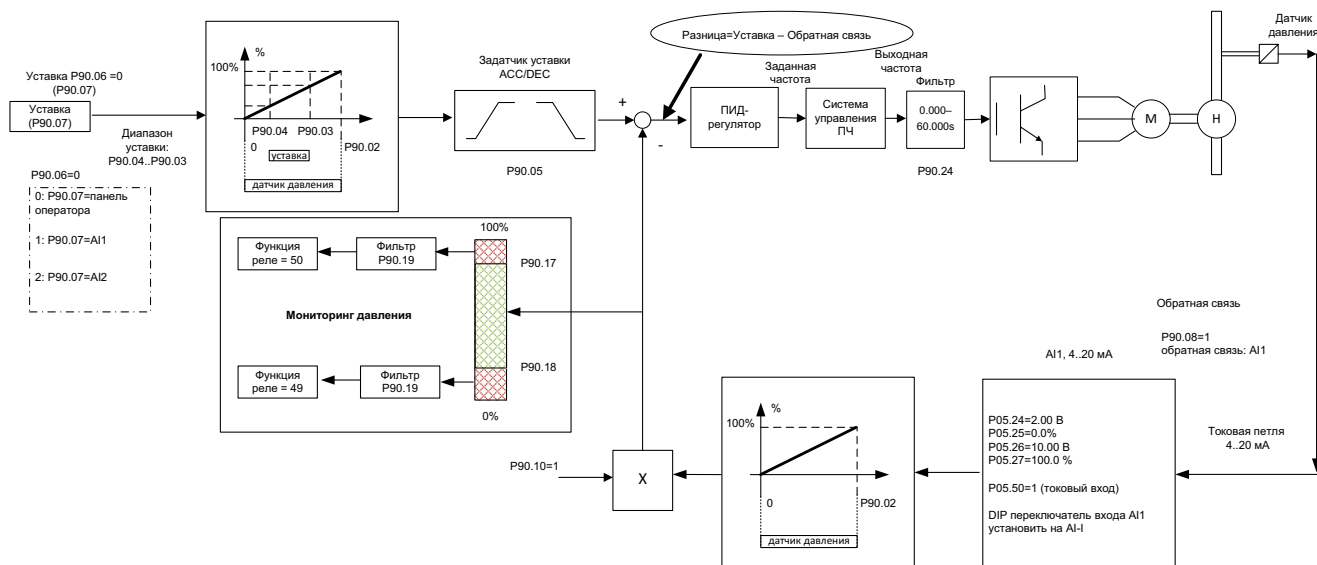 Уставка P90.06 =0
(P90.07)
Уставка
(P90.07)
Диапазон
уставки:
P90.04..P90.03
P90.06=0
0: P90.07=панель
оператора
1: P90.07=AI1
2: P90.07=AI2
%
100%
P90.04
P90.03
0
P90.02
уставка
датчик давления
Задатчик уставки
ACC/DEC
P90.05
Разница=Уставка – Обратная связь
+
-
ПИД-
регулятор
Заданная
частота
Система
управления
ПЧ
Выходная
частота
Фильтр
0.000–
60.000s
P90.24
M
H
Датчик
давления
100%
Функция
реле = 50
Фильтр
P90.19
P90.17
Мониторинг давления
P90.18
Функция
реле = 49
Фильтр
P90.19
0%
Обратная связь
P90.08=1
обратная связь: AI1
AI1, 4..20 мА
P05.24=2.00 В
P05.25=0.0%
P05.26=10.00 В
P05.27=100.0 %
P05.50=1 (токовый вход)
DIP переключатель входа AI1
установить на AI-I
Токовая петля
4..20 мА
%
100%
0
P90.02
датчик давления
P90.10=1
X